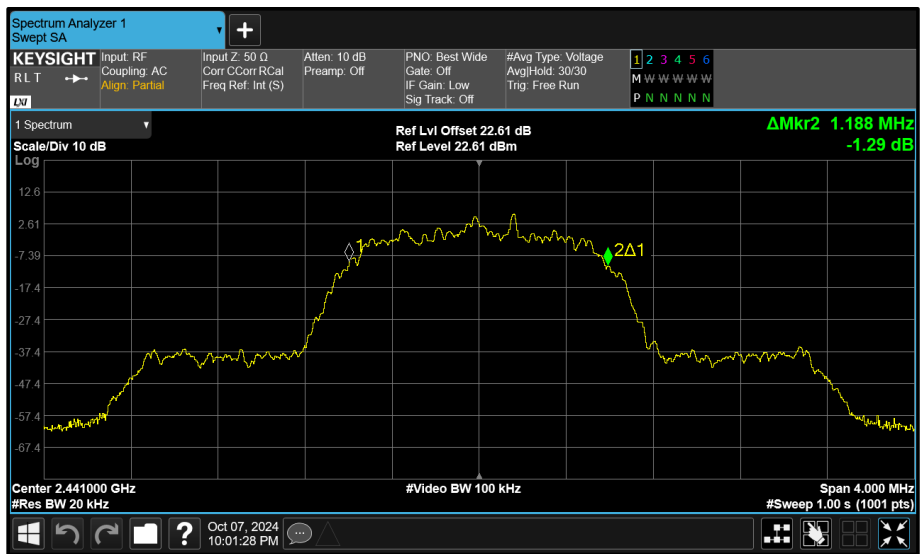 Spectrum Analyzer 1
Swept SA
+
KEYSIGHT Input: RF Input Z: 50 Ω Atten: 10 dB PNO: Best Wide #Avg Type: Voltage 1 2 3 4 5 6
R L T Coupling: AC Corr CCorr RCal Preamp: Off Gate: Off Avg|Hold: 30/30 M W W W W W
Align: Partial Freq Ref: Int (S) IF Gain: Low Trig: Free Run
LXI Sig Track: Off P N N N N N
1 Spectrum
Ref Lvl Offset 22.61 dB ΔMkr2 1.188 MHz
Scale/Div 10 dB Ref Level 22.61 dBm -1.29 dB
Log
12.6
2.61
1 2Δ1
-7.39
-17.4
-27.4
-37.4
-47.4
-57.4
-67.4
Center 2.441000 GHz #Video BW 100 kHz Span 4.000 MHz
#Res BW 20 kHz #Sweep 1.00 s (1001 pts)
? Oct 07, 2024
10:01:28 PM